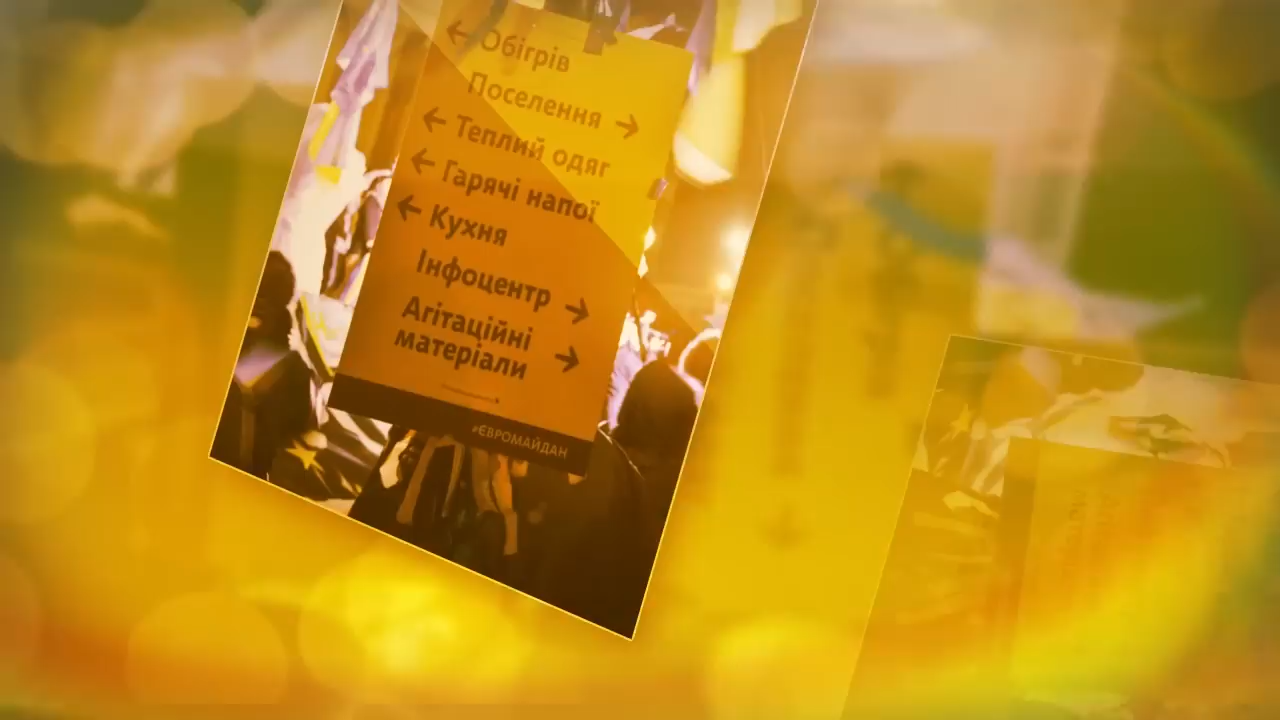 ← Обігрів
Поселення →
← Теплий одяг
← Гарячі напої
← Кухня
Інфоцентр →
Агітаційні
матеріали →
#ЄВРОМАЙДАН